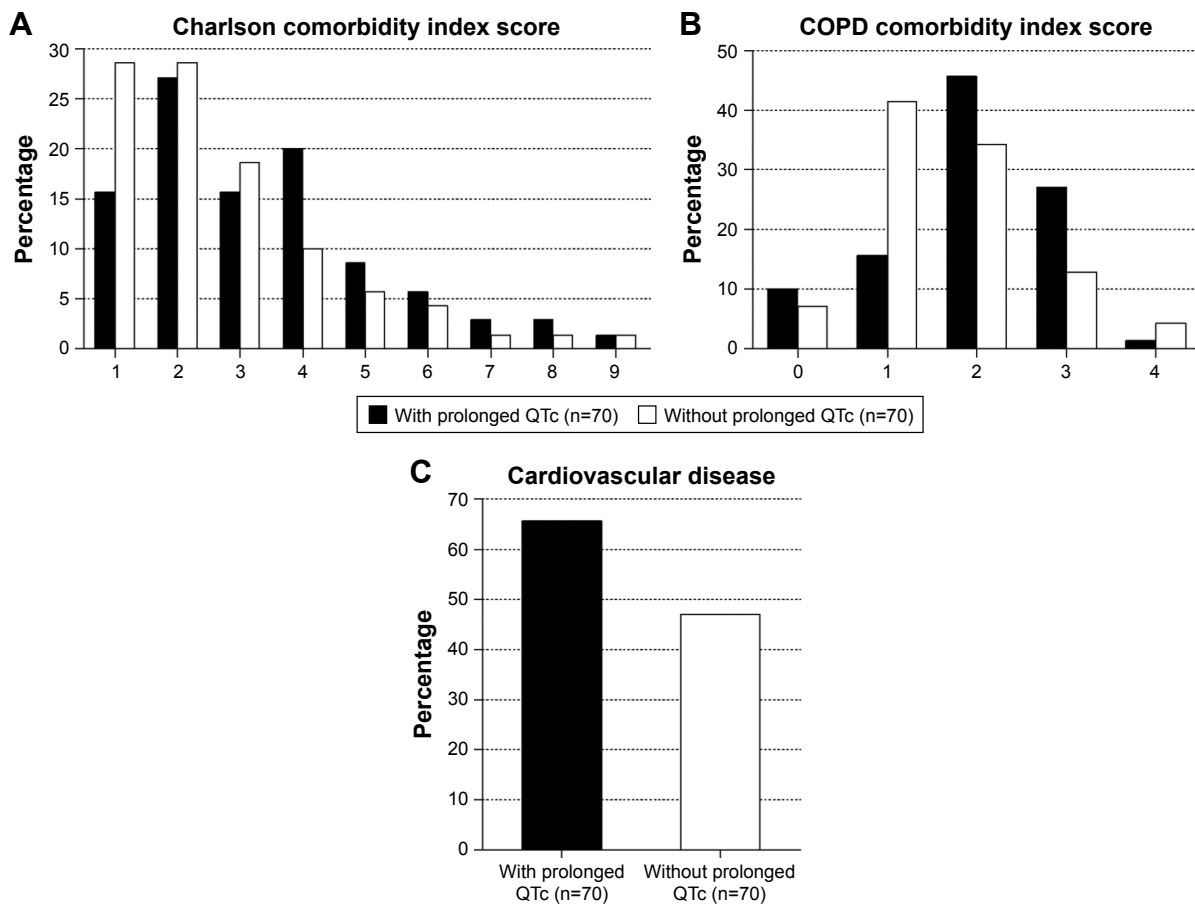 A
Charlson comorbidity index score
Percentage
30
25
20
15
10
5
0
1 2 3 4 5 6 7 8 9
B
COPD comorbidity index score
Percentage
50
40
30
20
10
0
0 1 2 3 4
With prolonged QTc (n=70) Without prolonged QTc (n=70)
C
Cardiovascular disease
Percentage
70
60
50
40
30
20
10
0
With prolonged
QTc (n=70)
Without prolonged
QTc (n=70)